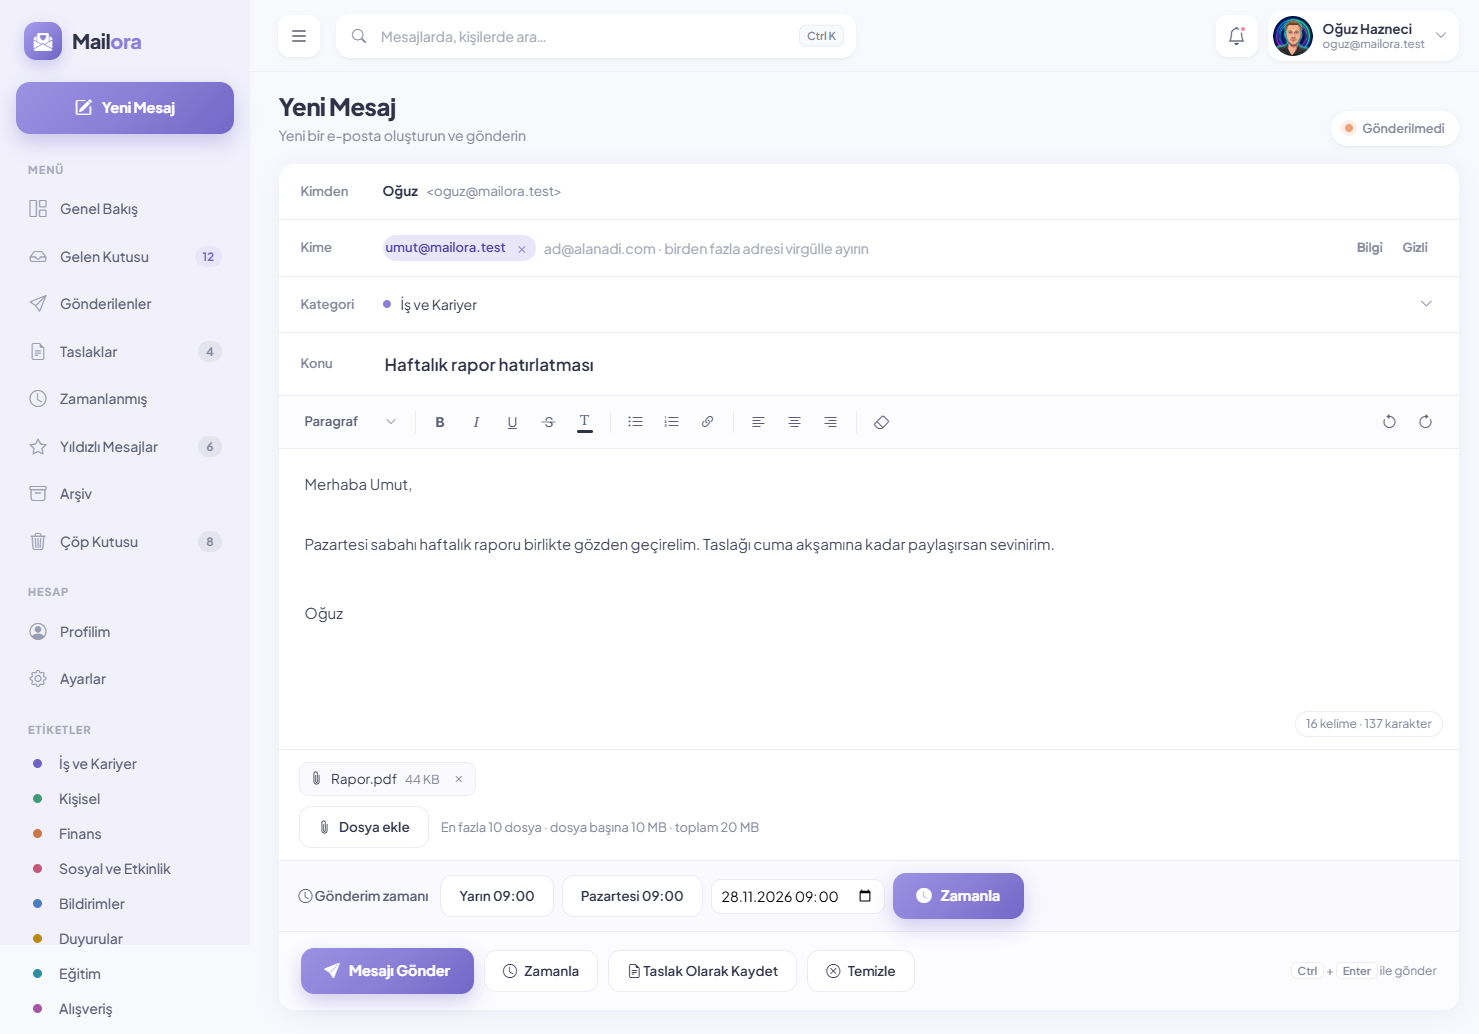 Mailora
Mesajlarda, kişilerde ara...
Ctrl K
Oğuz Hazneci
oguz@mailora.test
Yeni Mesaj
MENÜ
Genel Bakış
Gelen Kutusu 12
Gönderilenler
Taslaklar 4
Zamanlanmış
Yıldızlı Mesajlar 6
Arşiv
Çöp Kutusu 8
HESAP
Profilim
Ayarlar
ETİKETLER
İş ve Kariyer
Kişisel
Finans
Sosyal ve Etkinlik
Bildirimler
Duyurular
Eğitim
Alışveriş
Yeni Mesaj
Yeni bir e-posta oluşturun ve gönderin
Gönderilmedi
Kimden Oğuz <oguz@mailora.test>
Kime umut@mailora.test × ad@alanadi.com · birden fazla adresi virgülle ayırın Bilgi Gizli
Kategori İş ve Kariyer
Konu Haftalık rapor hatırlatması
Paragraf B I U S T
Merhaba Umut,
Pazartesi sabahı haftalık raporu birlikte gözden geçirelim. Taslağı cuma akşamına kadar paylaşırsan sevinirim.
Oğuz
16 kelime · 137 karakter
Rapor.pdf 44 KB ×
Dosya ekle En fazla 10 dosya · dosya başına 10 MB · toplam 20 MB
Gönderim zamanı Yarın 09:00 Pazartesi 09:00 28.11.2026 09:00 Zamanla
Mesajı Gönder Zamanla Taslak Olarak Kaydet Temizle Ctrl + Enter ile gönder